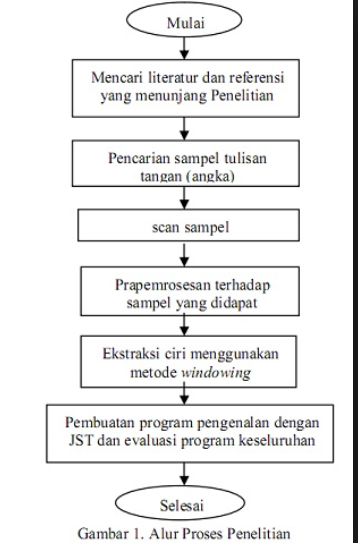 Mulai
Mencari literatur dan referensi
yang menunjang Penelitian
Pencarian sampel tulisan
tangan (angka)
scan sampel
Prapemrosesan terhadap
sampel yang didapat
Ekstraksi ciri menggunakan
metode windowing
Pembuatan program pengenalan dengan
JST dan evaluasi program keseluruhan
Selesai
Gambar 1. Alur Proses Penelitian